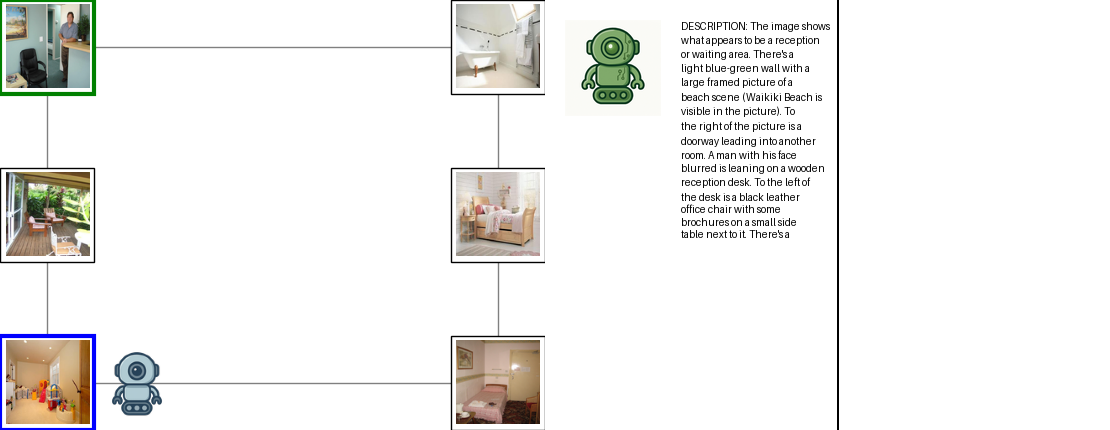 DESCRIPTION: The image shows
what appears to be a reception
or waiting area. There's a
light blue-green wall with a
large framed picture of a
beach scene (Waikiki Beach is
visible in the picture). To
the right of the picture is a
doorway leading into another
room. A man with his face
blurred is leaning on a wooden
reception desk. To the left of
the desk is a black leather
office chair with some
brochures on a small side
table next to it. There's a